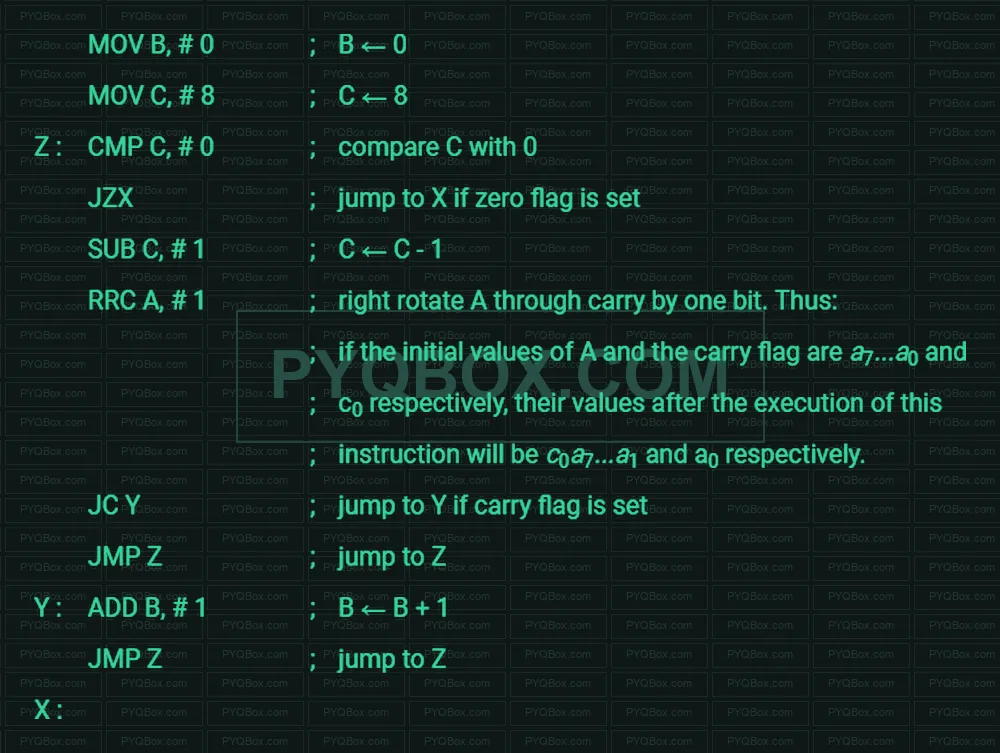 MOV B, # 0 ; B ← 0
MOV C, # 8 ; C ← 8
Z : CMP C, # 0 ; compare C with 0
JZX ; jump to X if zero flag is set
SUB C, # 1 ; C ← C - 1
RRC A, # 1 ; right rotate A through carry by one bit. Thus:
; if the initial values of A and the carry flag are a7...a0 and
; c0 respectively, their values after the execution of this
; instruction will be c0a7...a1 and a0 respectively.
JC Y ; jump to Y if carry flag is set
JMP Z ; jump to Z
Y : ADD B, # 1 ; B ← B + 1
JMP Z ; jump to Z
X :
PYQBOX.COM